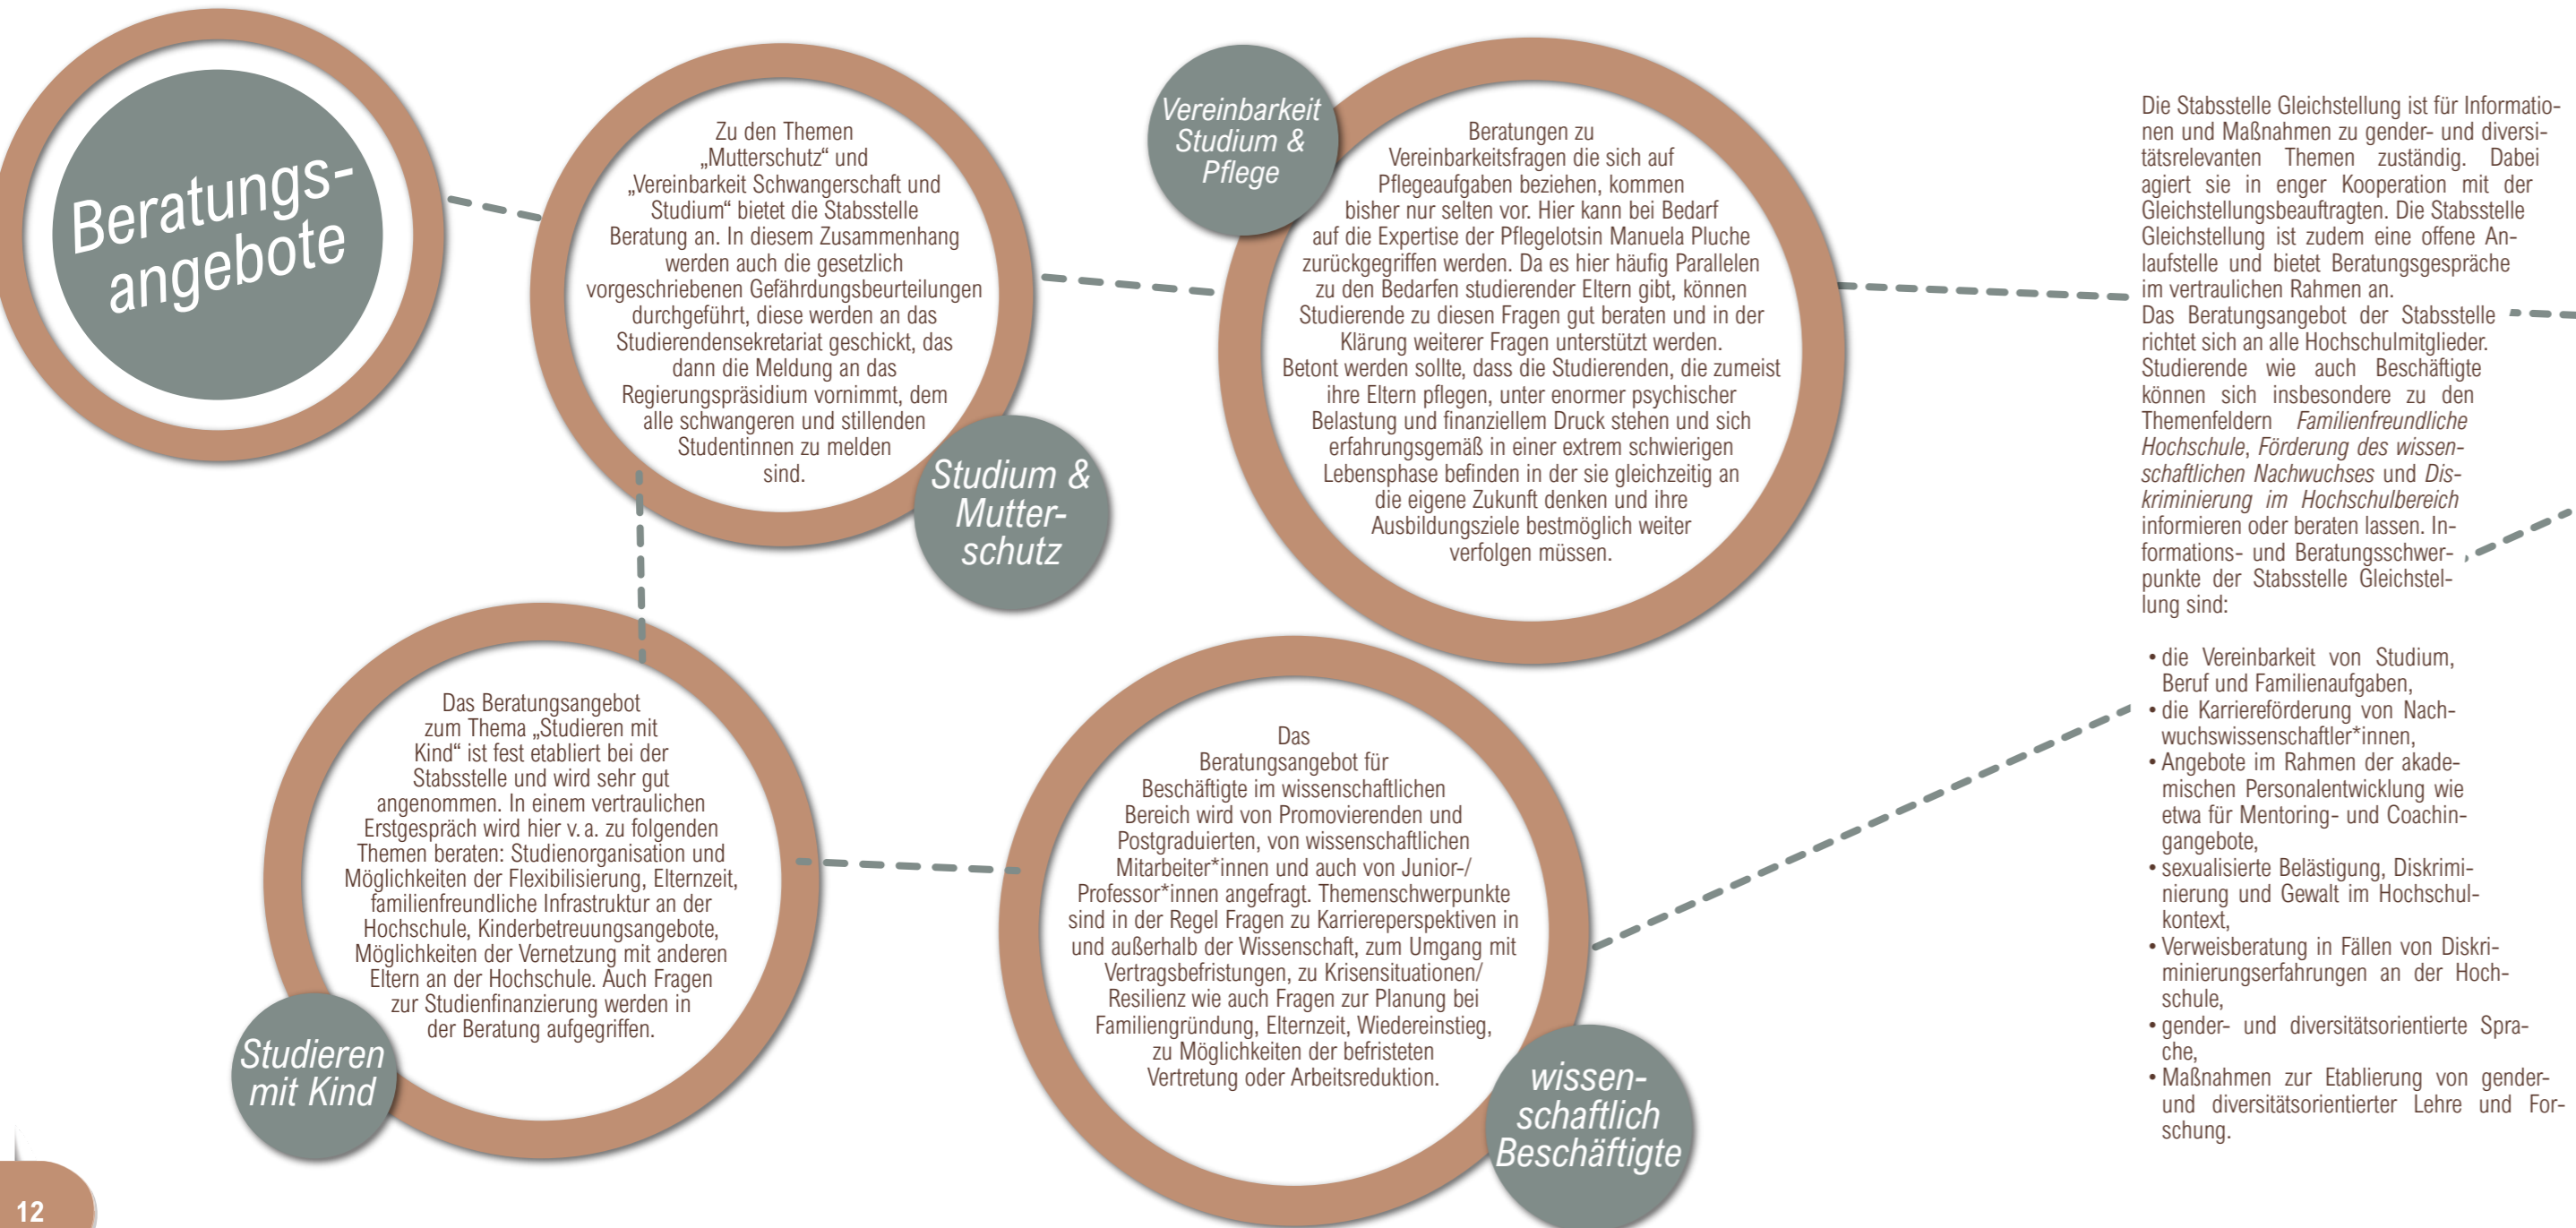 Beratungs-
angebote
Zu den Themen
„Mutterschutz“ und
„Vereinbarkeit Schwangerschaft und
Studium“ bietet die Stabsstelle
Beratung an. In diesem Zusammenhang
werden auch die gesetzlich
vorgeschriebenen Gefährdungsbeurteilungen
durchgeführt, diese werden an das
Studierendensekretariat geschickt, das
dann die Meldung an das
Regierungspräsidium vornimmt, dem
alle schwangeren und stillenden
Studentinnen zu melden
sind.
Studium &
Mutter-
schutz
Vereinbarkeit
Studium &
Pflege
Beratungen zu
Vereinbarkeitsfragen die sich auf
Pflegeaufgaben beziehen, kommen
bisher nur selten vor. Hier kann bei Bedarf
auf die Expertise der Pflegelotsin Manuela Pluche
zurückgegriffen werden. Da es hier häufig Parallelen
zu den Bedarfen studierender Eltern gibt, können
Studierende zu diesen Fragen gut beraten und in der
Klärung weiterer Fragen unterstützt werden.
Betont werden sollte, dass die Studierenden, die zumeist
ihre Eltern pflegen, unter enormer psychischer
Belastung und finanziellem Druck stehen und sich
erfahrungsgemäß in einer extrem schwierigen
Lebensphase befinden in der sie gleichzeitig an
die eigene Zukunft denken und ihre
Ausbildungsziele bestmöglich weiter
verfolgen müssen.
Das Beratungsangebot
zum Thema „Studieren mit
Kind“ ist fest etabliert bei der
Stabsstelle und wird sehr gut
angenommen. In einem vertraulichen
Erstgespräch wird hier v. a. zu folgenden
Themen beraten: Studienorganisation und
Möglichkeiten der Flexibilisierung, Elternzeit,
familienfreundliche Infrastruktur an der
Hochschule, Kinderbetreuungsangebote,
Möglichkeiten der Vernetzung mit anderen
Eltern an der Hochschule. Auch Fragen
zur Studienfinanzierung werden in
der Beratung aufgegriffen.
Studieren
mit Kind
Das
Beratungsangebot für
Beschäftigte im wissenschaftlichen
Bereich wird von Promovierenden und
Postgraduierten, von wissenschaftlichen
Mitarbeiter*innen und auch von Junior-/
Professor*innen angefragt. Themenschwerpunkte
sind in der Regel Fragen zu Karriereperspektiven in
und außerhalb der Wissenschaft, zum Umgang mit
Vertragsbefristungen, zu Krisensituationen/
Resilienz wie auch Fragen zur Planung bei
Familiengründung, Elternzeit, Wiedereinstieg,
zu Möglichkeiten der befristeten
Vertretung oder Arbeitsreduktion.
wissen-
schaftlich
Beschäftigte
Die Stabsstelle Gleichstellung ist für Informatio-
nen und Maßnahmen zu gender- und diversi-
tätsrelevanten Themen zuständig. Dabei
agiert sie in enger Kooperation mit der
Gleichstellungsbeauftragten. Die Stabsstelle
Gleichstellung ist zudem eine offene An-
laufstelle und bietet Beratungsgespräche
im vertraulichen Rahmen an.
Das Beratungsangebot der Stabsstelle
richtet sich an alle Hochschulmitglieder.
Studierende wie auch Beschäftigte
können sich insbesondere zu den
Themenfeldern Familienfreundliche
Hochschule, Förderung des wissen-
schaftlichen Nachwuchses und Dis-
kriminierung im Hochschulbereich
informieren oder beraten lassen. In-
formations- und Beratungsschwer-
punkte der Stabsstelle Gleichstel-
lung sind:
• die Vereinbarkeit von Studium,
Beruf und Familienaufgaben,
• die Karriereförderung von Nach-
wuchswissenschaftler*innen,
• Angebote im Rahmen der akade-
mischen Personalentwicklung wie
etwa für Mentoring- und Coachin-
gangebote,
• sexualisierte Belästigung, Diskrimi-
nierung und Gewalt im Hochschul-
kontext,
• Verweisberatung in Fällen von Diskri-
minierungserfahrungen an der Hoch-
schule,
• gender- und diversitätsorientierte Spra-
che,
• Maßnahmen zur Etablierung von gender-
und diversitätsorientierter Lehre und For-
schung.
12